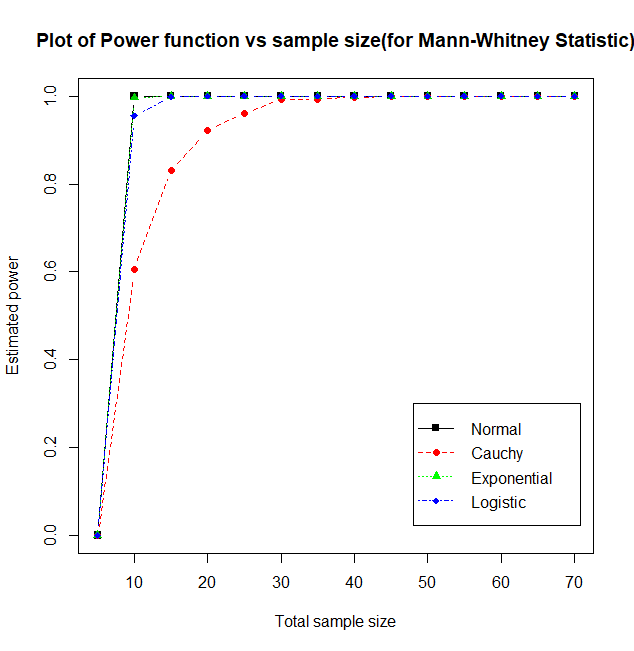 Plot of Power function vs sample size(for Mann-Whitney Statistic)
1.0
0.8
0.6
0.4
0.2
0.0
Estimated power
Normal
Cauchy
Exponential
Logistic
10 20 30 40 50 60 70
Total sample size